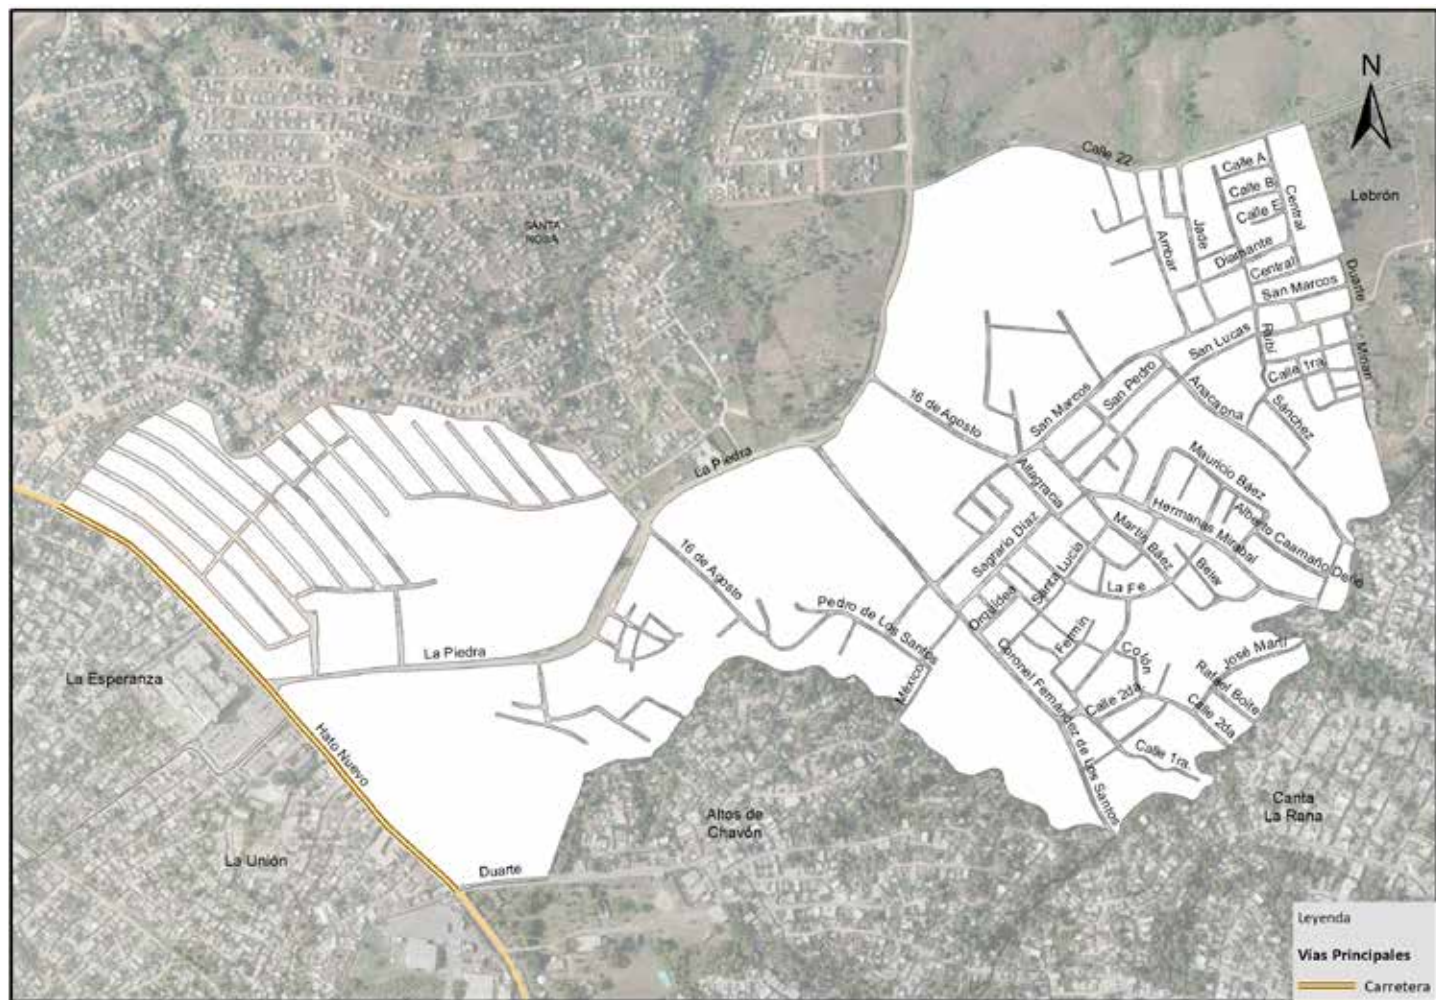 N
Calle 22
Calle A
Calle B
Calle E
Central
Lebrón
Jade
Ambar
Diamante
Central
San Marcos
Duarte
SANTA
ROSA
San Lucas
Rubí
Calle 1ra.
Sánchez
Anacaona
San Pedro
San Marcos
16 de Agosto
La Piedra
Altagracia
Mauricio Báez
Hermanas Mirabal
Alberto Caamaño Deñó
Sagrario Díaz
Santa Lucía
María Báez
Beler
La Fe
16 de Agosto
Pedro de Los Santos
México
Fermín
Colón
José Martí
Rafael Boite
Calle 2da
Calle 2da
Calle 1ra.
Coronel Fernández de Los Santos
La Piedra
La Esperanza
Hato Nuevo
La Unión
Altos de
Chavón
Canta
La Rana
Duarte
Leyenda
Vías Principales
Carretera